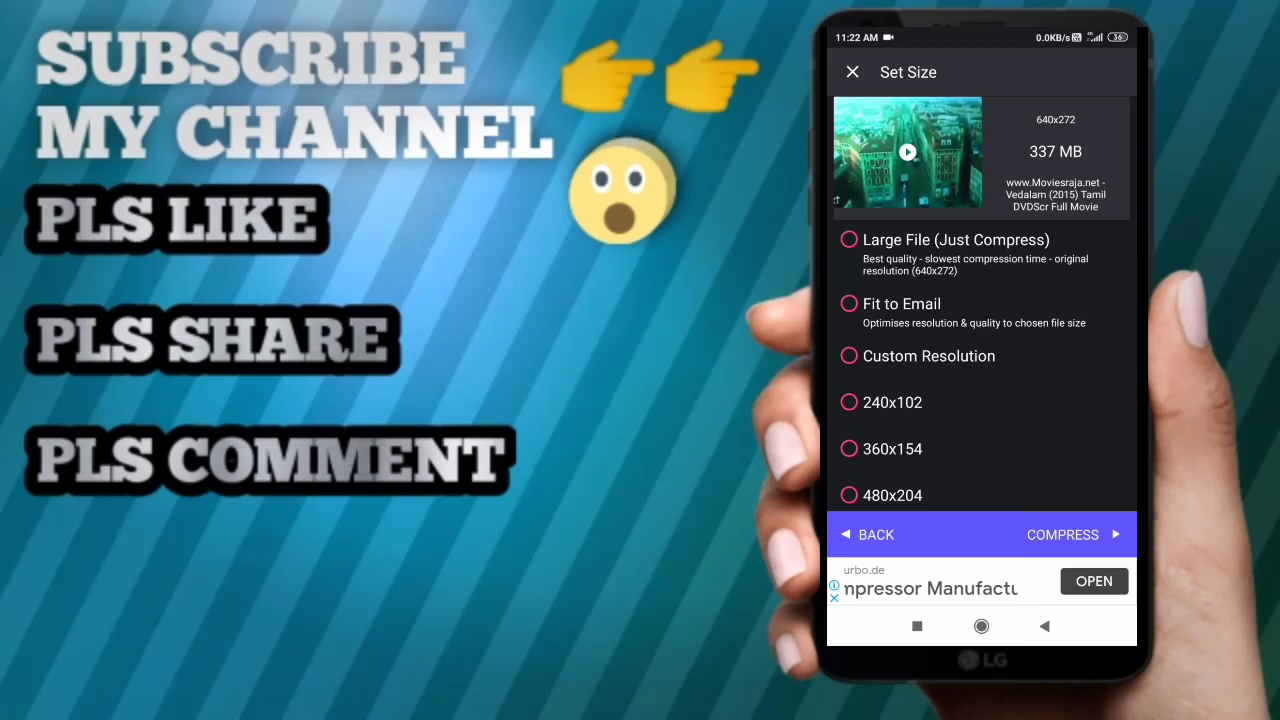 SUBSCRIBE
MY CHANNEL
PLS LIKE
PLS SHARE
PLS COMMENT
11:22 AM
0.0KB/s
4G
36
Set Size
640x272
337 MB
www.Moviesraja.net -
Vedalam (2015) Tamil
DVDScr Full Movie
Large File (Just Compress)
Best quality - slowest compression time - original
resolution (640x272)
Fit to Email
Optimises resolution & quality to chosen file size
Custom Resolution
240x102
360x154
480x204
BACK
COMPRESS
urbo.de
mpressor Manufactu
OPEN
LG